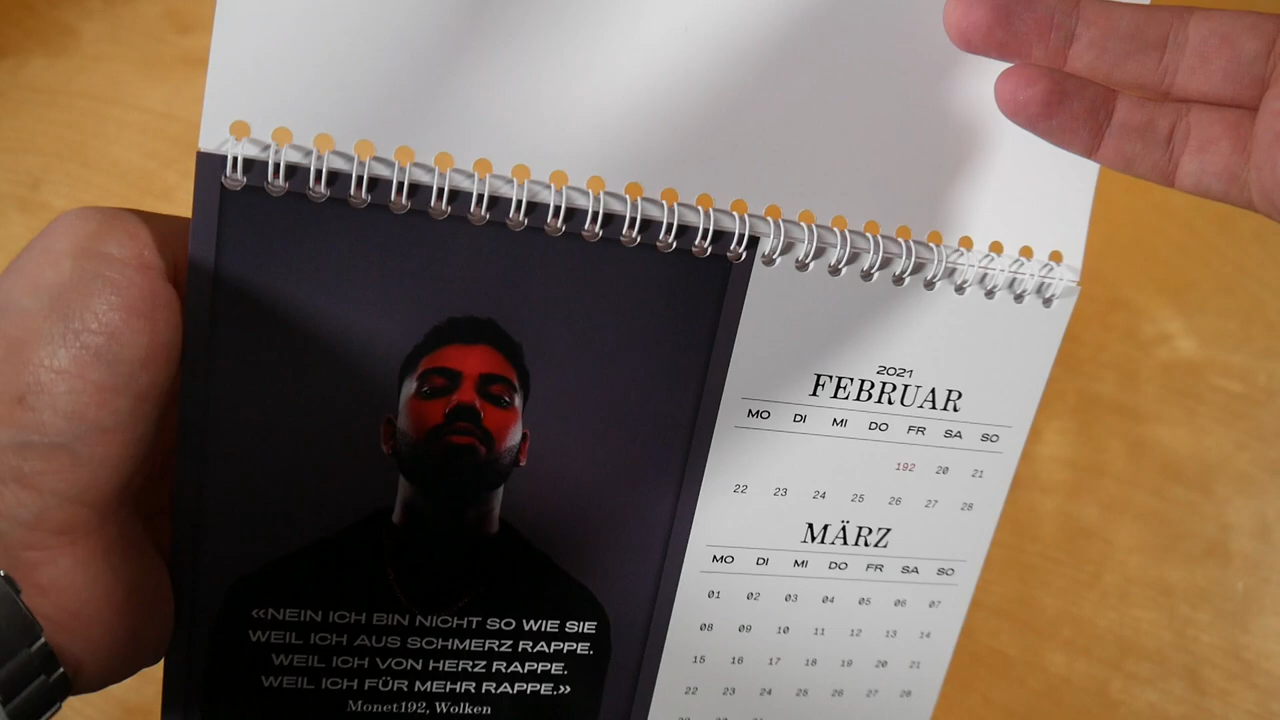 «NEIN ICH BIN NICHT SO WIE SIE
WEIL ICH AUS SCHMERZ RAPPE.
WEIL ICH VON HERZ RAPPE.
WEIL ICH FÜR MEHR RAPPE.»
Monet192, Wolken
2021
FEBRUAR
MO DI MI DO FR SA SO
192 20 21
22 23 24 25 26 27 28
MÄRZ
MO DI MI DO FR SA SO
01 02 03 04 05 06 07
08 09 10 11 12 13 14
15 16 17 18 19 20 21
22 23 24 25 26 27 28